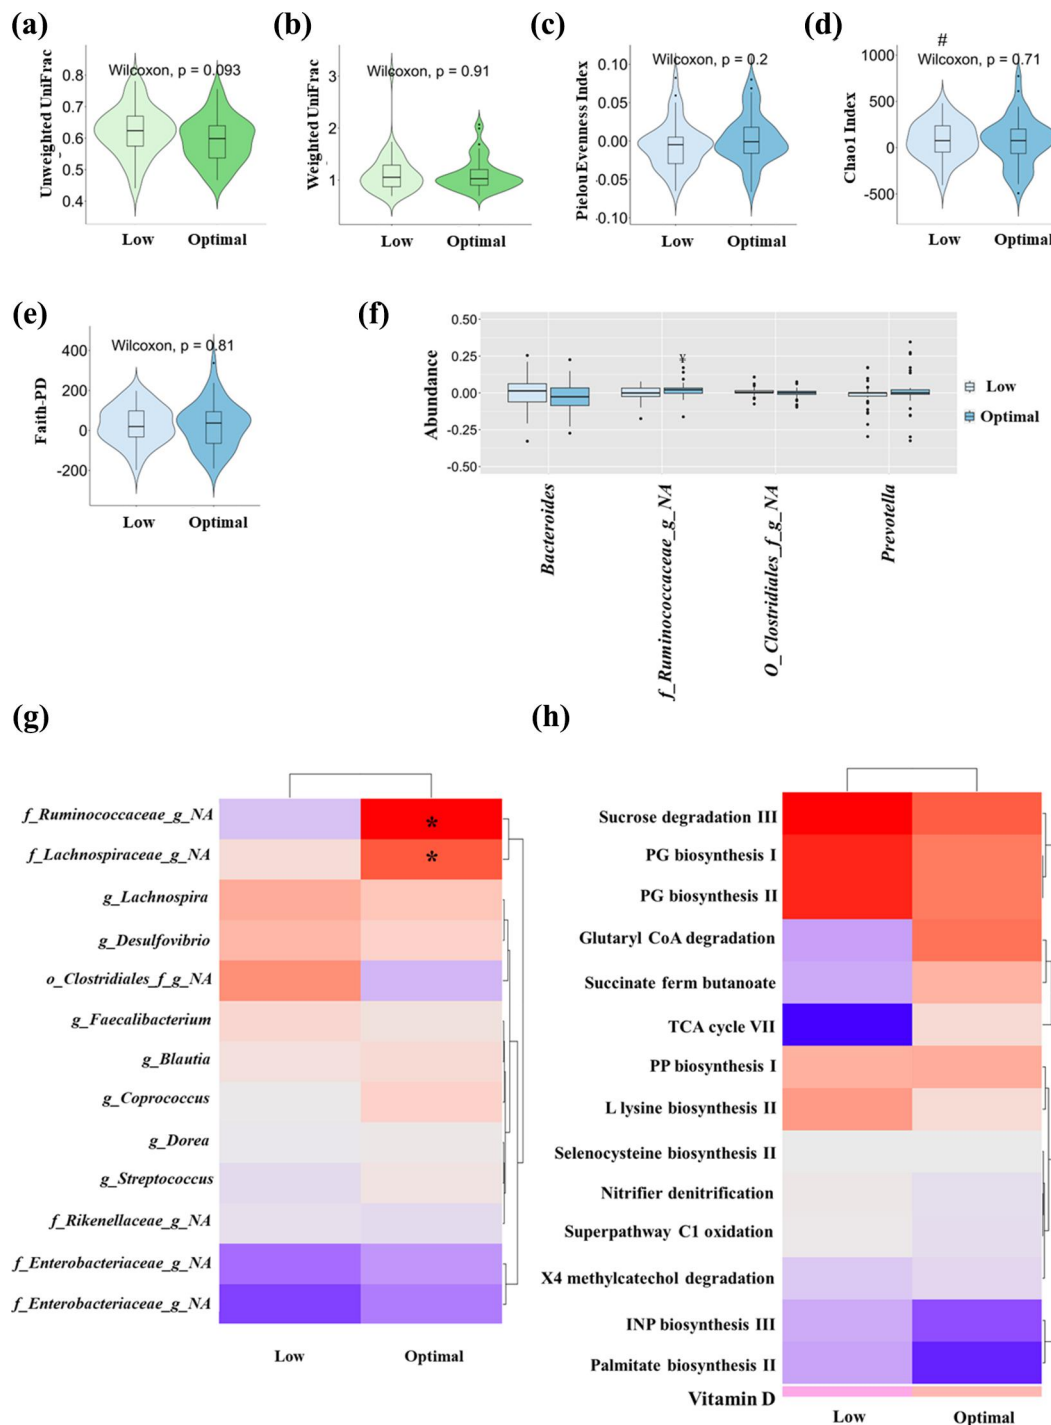 (a)
Unweighted UniFrac
0.8
0.7
0.6
0.5
0.4
Wilcoxon, p = 0.093
Low Optimal
(b)
Weighted UniFrac
3
2
1
Wilcoxon, p = 0.91
Low Optimal
(c)
Pielou Evenness Index
0.10
0.05
0.00
-0.05
-0.10
Wilcoxon, p = 0.2
Low Optimal
(d)
Chao1 Index
1000
500
0
-500
#
Wilcoxon, p = 0.71
Low Optimal
(e)
Faith-PD
400
200
0
-200
Wilcoxon, p = 0.81
Low Optimal
(f)
Abundance
0.50
0.25
0.00
-0.25
-0.50
¥
Low
Optimal
Bacteroides
f_Ruminoccaceae_g_NA
O_Clostridiales_f_g_NA
Prevotella
(g)
f_Ruminococcaceae_g_NA *
f_Lachnospiraceae_g_NA *
g_Lachnospira
g_Desulfovibrio
o_Clostridiales_f_g_NA
g_Faecalibacterium
g_Blautia
g_Coprococcus
g_Dorea
g_Streptococcus
f_Rikenellaceae_g_NA
f_Enterobacteriaceae_g_NA
f_Enterobacteriaceae_g_NA
Low Optimal
(h)
Sucrose degradation III
PG biosynthesis I
PG biosynthesis II
Glutaryl CoA degradation
Succinate ferm butanoate
TCA cycle VII
PP biosynthesis I
L lysine biosynthesis II
Selenocysteine biosynthesis II
Nitrifier denitrification
Superpathway C1 oxidation
X4 methylcatechol degradation
INP biosynthesis III
Palmitate biosynthesis II
Vitamin D
Low Optimal